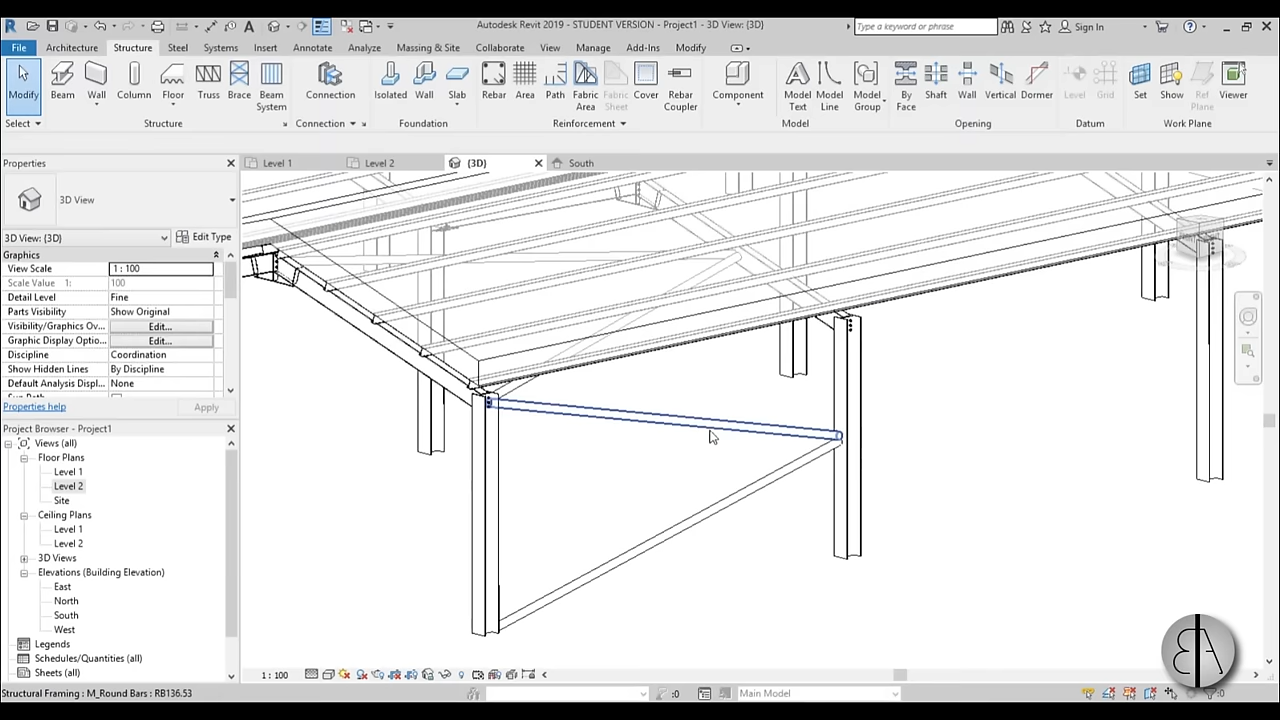 Autodesk Revit 2019 - STUDENT VERSION - Project1 - 3D View: {3D}
Type a keyword or phrase
Sign In
File Architecture Structure Steel Systems Insert Annotate Analyze Massing & Site Collaborate View Manage Add-Ins Modify
Modify Beam Wall Column Floor Truss Brace Beam System Connection Isolated Wall Slab Rebar Area Path Fabric Area Fabric Sheet Cover Rebar Coupler Component Model Text Model Line Model Group By Face Shaft Wall Vertical Dormer Level Grid Set Show Ref Plane Viewer
Select Structure Connection Foundation Reinforcement Model Opening Datum Work Plane
Properties
Level 1 Level 2 {3D} South
3D View
3D View: {3D} Edit Type
Graphics
View Scale 1 : 100
Scale Value 1: 100
Detail Level Fine
Parts Visibility Show Original
Visibility/Graphics Ov... Edit...
Graphic Display Optio... Edit...
Discipline Coordination
Show Hidden Lines By Discipline
Default Analysis Displ... None
Properties help Apply
Project Browser - Project1
Views (all)
Floor Plans
Level 1
Level 2
Site
Ceiling Plans
Level 1
Level 2
3D Views
Elevations (Building Elevation)
East
North
South
West
Legends
Schedules/Quantities (all)
Sheets (all)
1 : 100
Structural Framing : M_Round Bars : RB136.53
:0
Main Model
:0